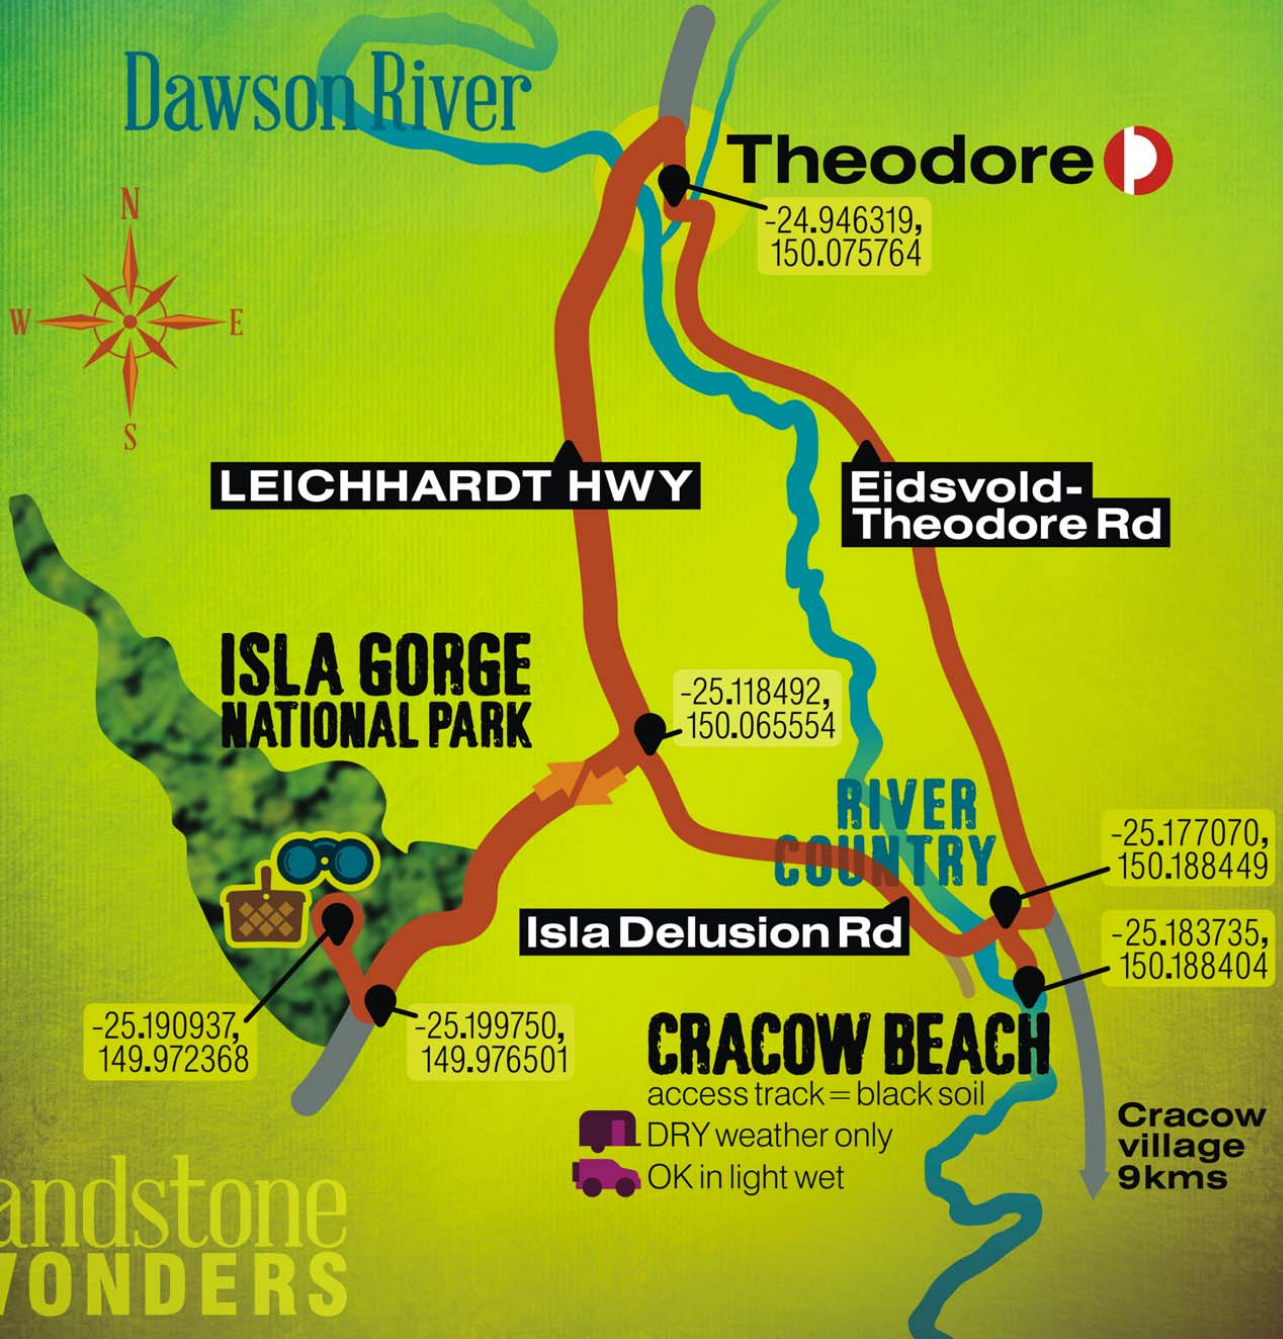 Dawson River
Theodore
-24.946319,
150.075764
N
W
E
S
LEICHHARDT HWY
Eidsvold-
Theodore Rd
ISLA GORGE
NATIONAL PARK
-25.118492,
150.065554
RIVER
COUNTRY
-25.177070,
150.188449
Isla Delusion Rd
-25.183735,
150.188404
-25.190937,
149.972368
-25.199750,
149.976501
CRACOW BEACH
access track = black soil
DRY weather only
OK in light wet
Cracow
village
9kms
andstone
WONDERS